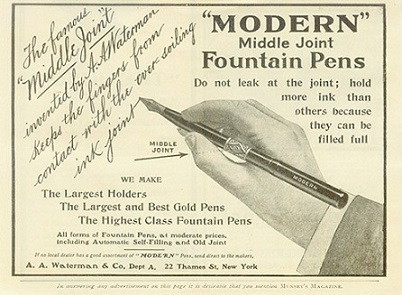 The famous
"Middle Joint"
invented by A. A. Waterman
keeps the fingers from
contact with the ever-soiling
ink joint
"MODERN"
Middle Joint
Fountain Pens
Do not leak at the joint; hold
more ink than
others because
they can be
filled full
MIDDLE
JOINT
MODERN
WE MAKE
The Largest Holders
The Largest and Best Gold Pens
The Highest Class Fountain Pens
All forms of Fountain Pens, at moderate prices,
including Automatic Self-Filling and Old Joint
If no local dealer has a good assortment of "MODERN" Pens, send direct to the makers,
A. A. Waterman & Co, Dept A, 22 Thames St, New York
In answering any advertisement on this page it is desirable that you mention MUNSEY'S MAGAZINE.